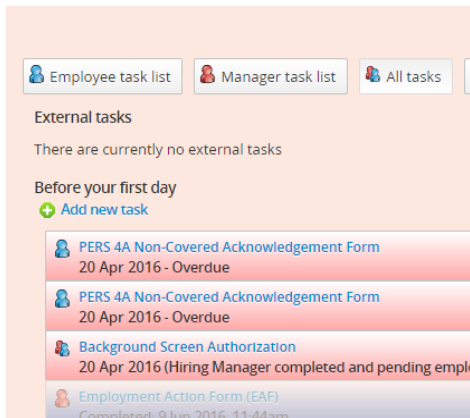 Employee task list
Manager task list
All tasks
External tasks
There are currently no external tasks
Before your first day
Add new task
PERS 4A Non-Covered Acknowledgement Form
20 Apr 2016 - Overdue
PERS 4A Non-Covered Acknowledgement Form
20 Apr 2016 - Overdue
Background Screen Authorization
20 Apr 2016 (Hiring Manager completed and pending empl
Employment Action Form (EAF)
Completed: 9 Jun 2016, 11:44am